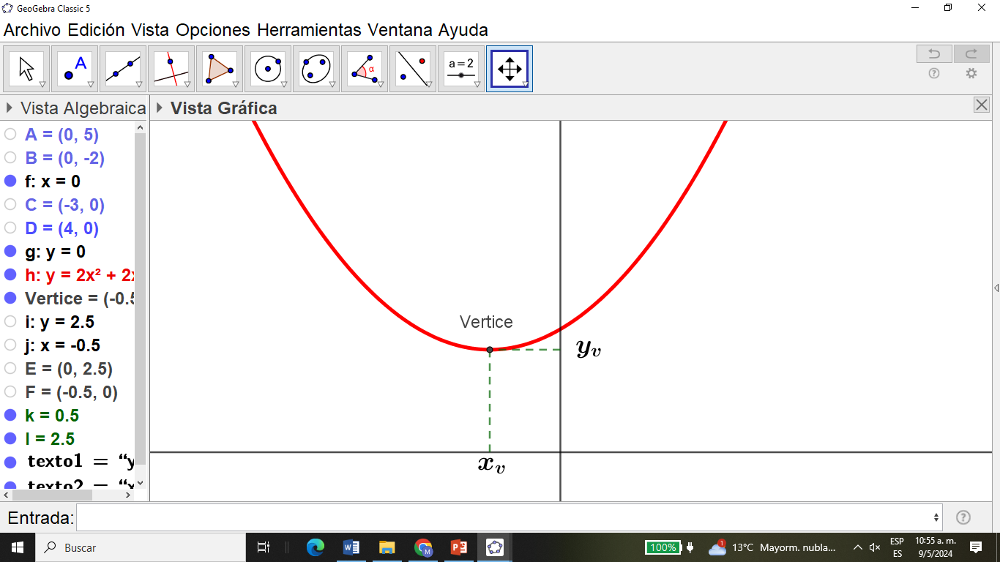 GeoGebra Classic 5
Archivo Edición Vista Opciones Herramientas Ventana Ayuda
A
α
a=2
Vista Algebraica
Vista Gráfica
A = (0, 5)
B = (0, -2)
f: x = 0
C = (-3, 0)
D = (4, 0)
g: y = 0
h: y = 2x² + 2x
Vertice = (-0.5
i: y = 2.5
j: x = -0.5
E = (0, 2.5)
F = (-0.5, 0)
k = 0.5
l = 2.5
texto1 = “y
texto2 = “x
Vertice
yᵥ
xᵥ
Entrada:
Buscar
100%
1
13°C Mayorm. nubla...
ESP
ES
10:55 a. m.
9/5/2024